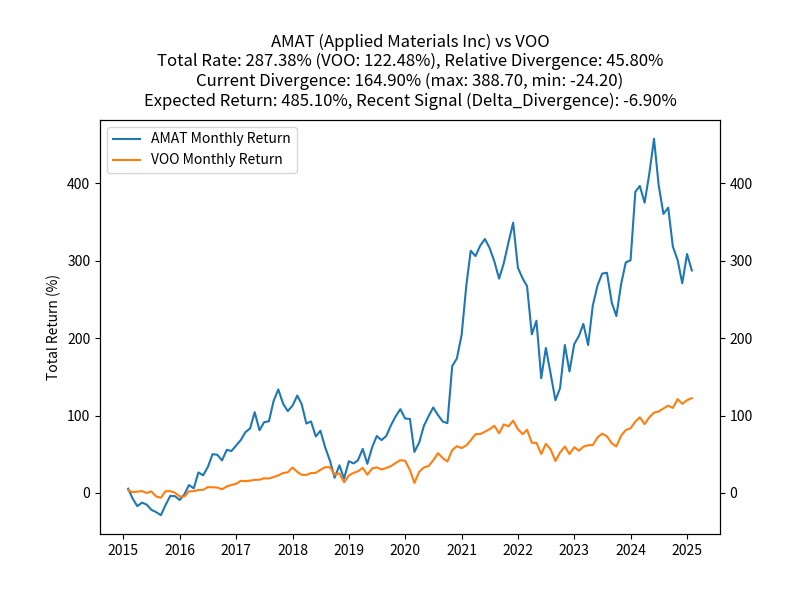 AMAT (Applied Materials Inc) vs VOO
Total Rate: 287.38% (VOO: 122.48%), Relative Divergence: 45.80%
Current Divergence: 164.90% (max: 388.70, min: -24.20)
Expected Return: 485.10%, Recent Signal (Delta_Divergence): -6.90%
AMAT Monthly Return
VOO Monthly Return
Total Return (%)
400
300
200
100
0
400
300
200
100
0
2015 2016 2017 2018 2019 2020 2021 2022 2023 2024 2025